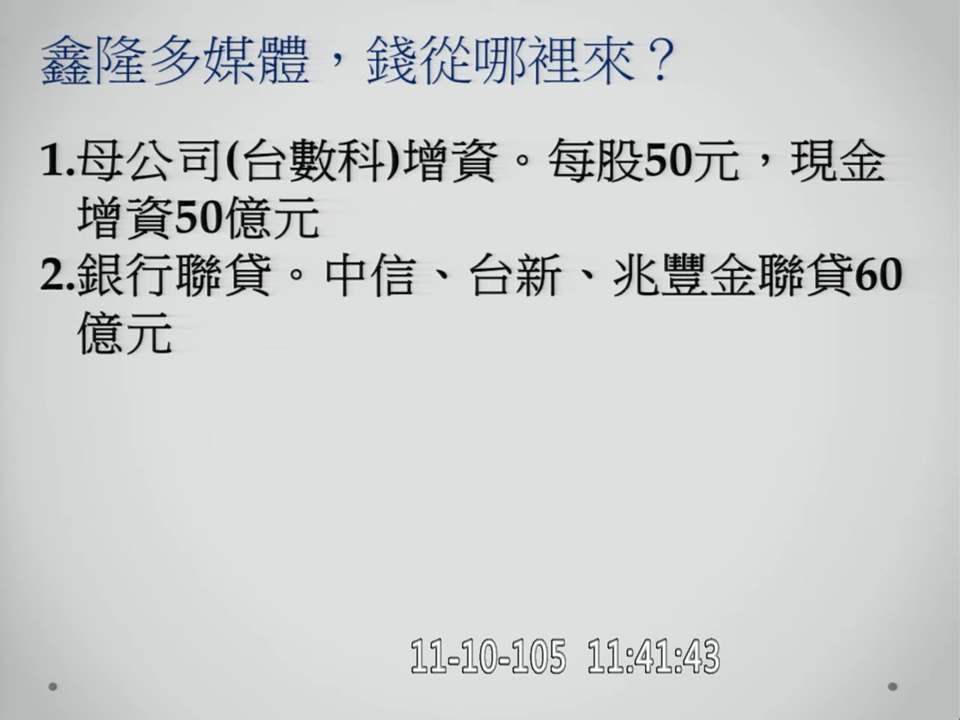 鑫隆多媒體，錢從哪裡來？
1.母公司(台數科)增資。每股50元，現金
增資50億元
2.銀行聯貸。中信、台新、兆豐金聯貸60
億元
11-10-105 11:41:43